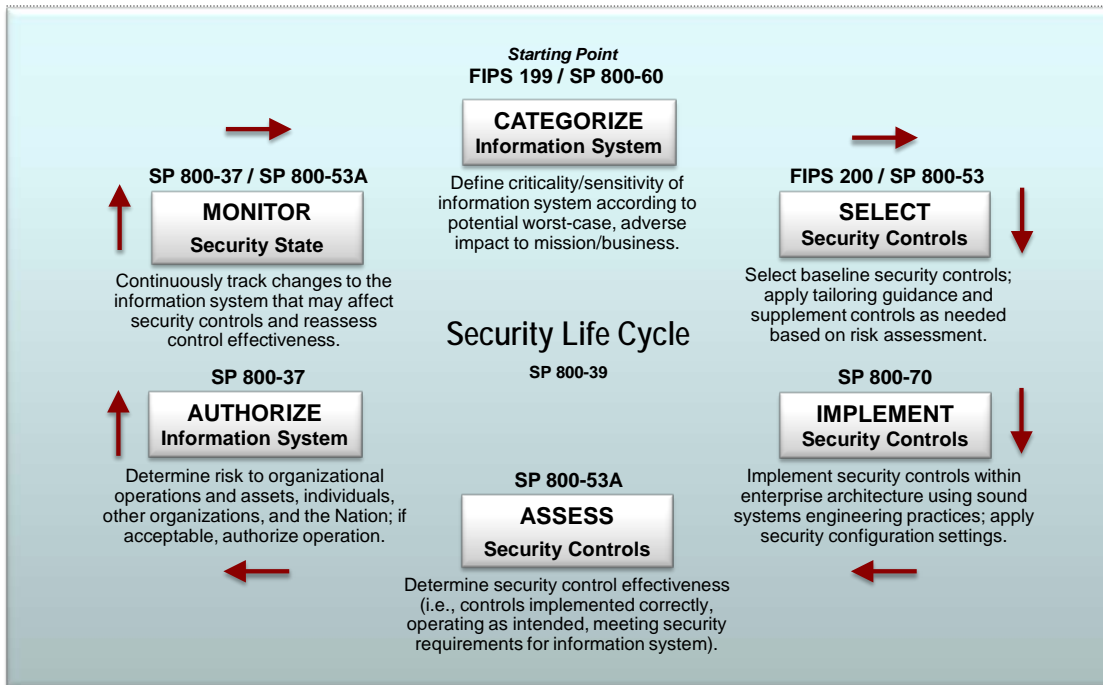 Starting Point
FIPS 199 / SP 800-60
CATEGORIZE
Information System
Define criticality/sensitivity of
information system according to
potential worst-case, adverse
impact to mission/business.
FIPS 200 / SP 800-53
SELECT
Security Controls
Select baseline security controls;
apply tailoring guidance and
supplement controls as needed
based on risk assessment.
SP 800-70
IMPLEMENT
Security Controls
Implement security controls within
enterprise architecture using sound
systems engineering practices; apply
security configuration settings.
SP 800-53A
ASSESS
Security Controls
Determine security control effectiveness
(i.e., controls implemented correctly,
operating as intended, meeting security
requirements for information system).
SP 800-37
AUTHORIZE
Information System
Determine risk to organizational
operations and assets, individuals,
other organizations, and the Nation; if
acceptable, authorize operation.
SP 800-37 / SP 800-53A
MONITOR
Security State
Continuously track changes to the
information system that may affect
security controls and reassess
control effectiveness.
Security Life Cycle
SP 800-39